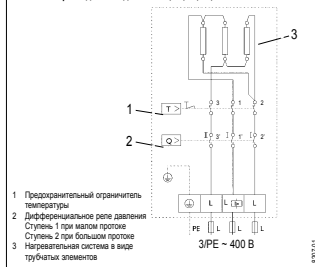 3
1
T >
3
1
2
2
Q >
I 3'
I 1'
I 2'
L
L
L
PE
L
L
L
3/PE ~ 400 В
1 Предохранительный ограничитель
температуры
2 Дифференциальное реле давления
Ступень 1 при малом протоке
Ступень 2 при большом протоке
3 Нагревательная система в виде
трубчатых элементов